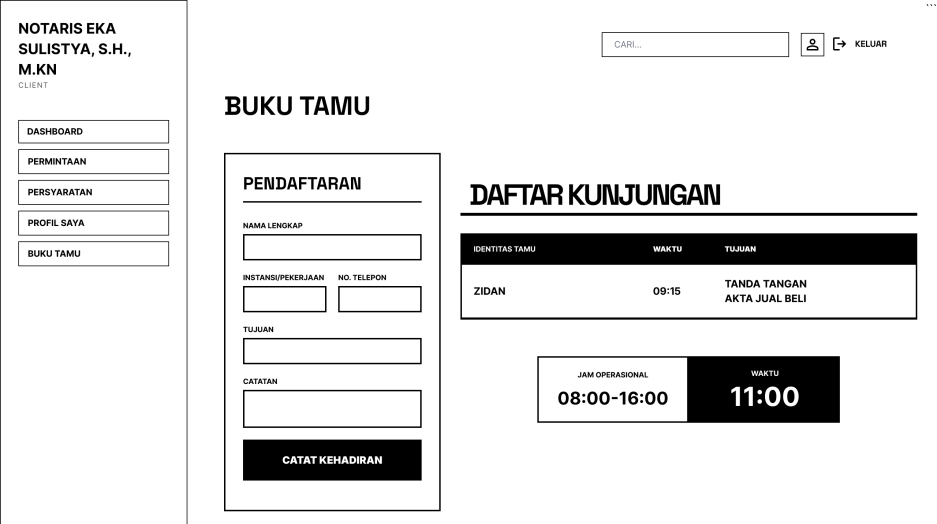 NOTARIS EKA
SULISTYA, S.H.,
M.KN
CLIENT
DASHBOARD
PERMINTAAN
PERSYARATAN
PROFIL SAYA
BUKU TAMU
CARI...
KELUAR
BUKU TAMU
PENDAFTARAN
NAMA LENGKAP
INSTANSI/PEKERJAAN NO. TELEPON
TUJUAN
CATATAN
CATAT KEHADIRAN
DAFTAR KUNJUNGAN
IDENTITAS TAMU WAKTU TUJUAN
ZIDAN 09:15 TANDA TANGAN
AKTA JUAL BELI
JAM OPERASIONAL
08:00-16:00
WAKTU
11:00